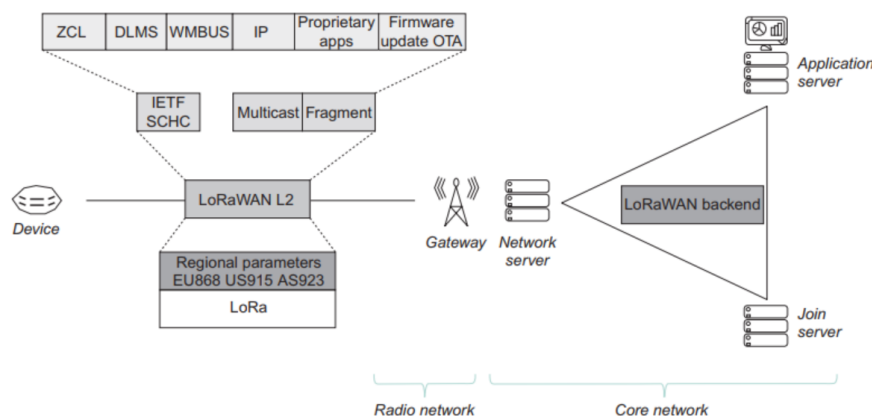 ZCL
DLMS
WMBUS
IP
Proprietary
apps
Firmware
update OTA
IETF
SCHC
Multicast
Fragment
LoRaWAN L2
Device
Regional parameters
EU868 US915 AS923
LoRa
Gateway
Network
server
LoRaWAN backend
Application
server
Join
server
Radio network
Core network